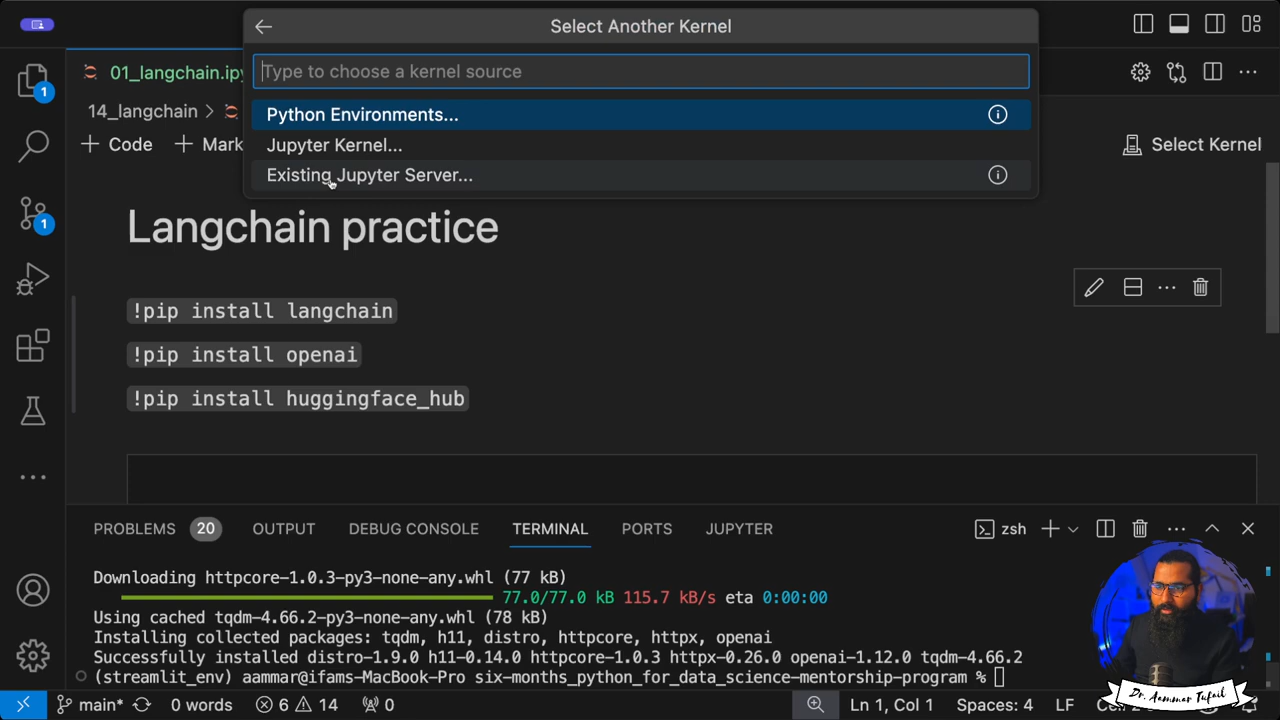 Select Another Kernel
Type to choose a kernel source
Python Environments...
Jupyter Kernel...
Existing Jupyter Server...
1
1
01_langchain.ipy
14_langchain >
Code
Mark
Select Kernel
Langchain practice
!pip install langchain
!pip install openai
!pip install huggingface_hub
PROBLEMS 20 OUTPUT DEBUG CONSOLE TERMINAL PORTS JUPYTER
zsh
Downloading httpcore-1.0.3-py3-none-any.whl (77 kB)
77.0/77.0 kB 115.7 kB/s eta 0:00:00
Using cached tqdm-4.66.2-py3-none-any.whl (78 kB)
Installing collected packages: tqdm, h11, distro, httpcore, httpx, openai
Successfully installed distro-1.9.0 h11-0.14.0 httpcore-1.0.3 httpx-0.26.0 openai-1.12.0 tqdm-4.66.2
(streamlit_env) aammar@ifams-MacBook-Pro six-months_python_for_data_science-mentorship-program %
main* 0 words 6 14 0 Ln 1, Col 1 Spaces: 4 LF
Dr. Aammar Tufail